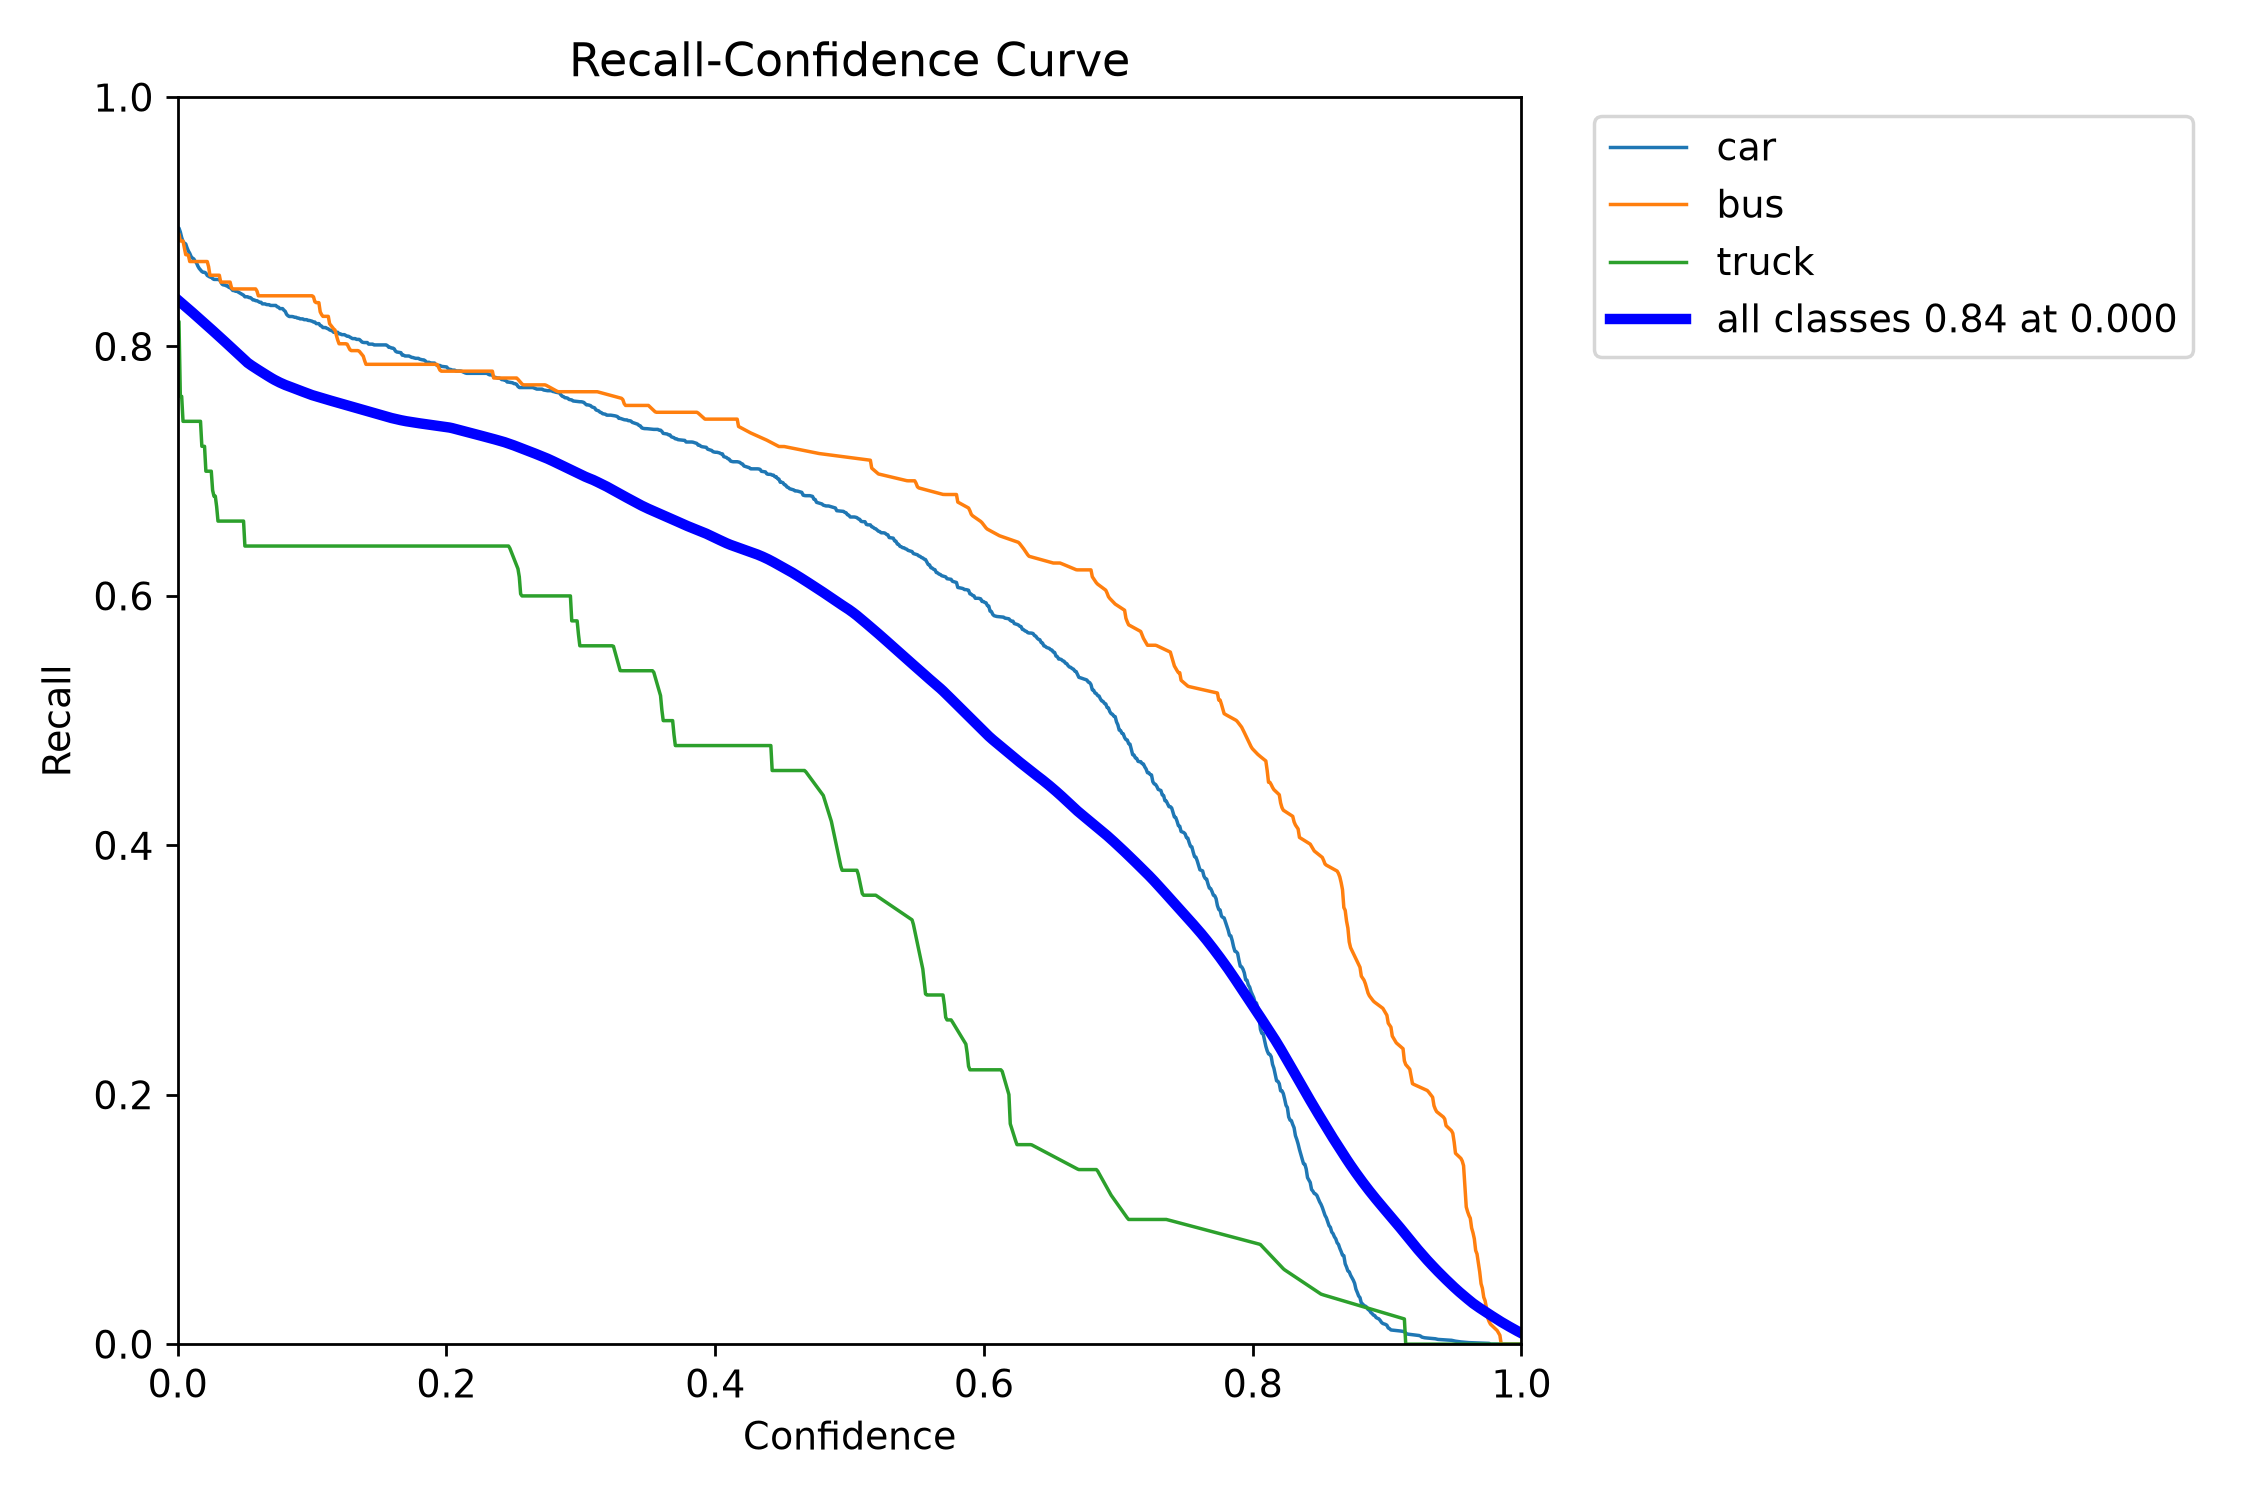 Recall-Confidence Curve
1.0
0.8
0.6
0.4
0.2
0.0
Recall
0.0 0.2 0.4 0.6 0.8 1.0
Confidence
car
bus
truck
all classes 0.84 at 0.000